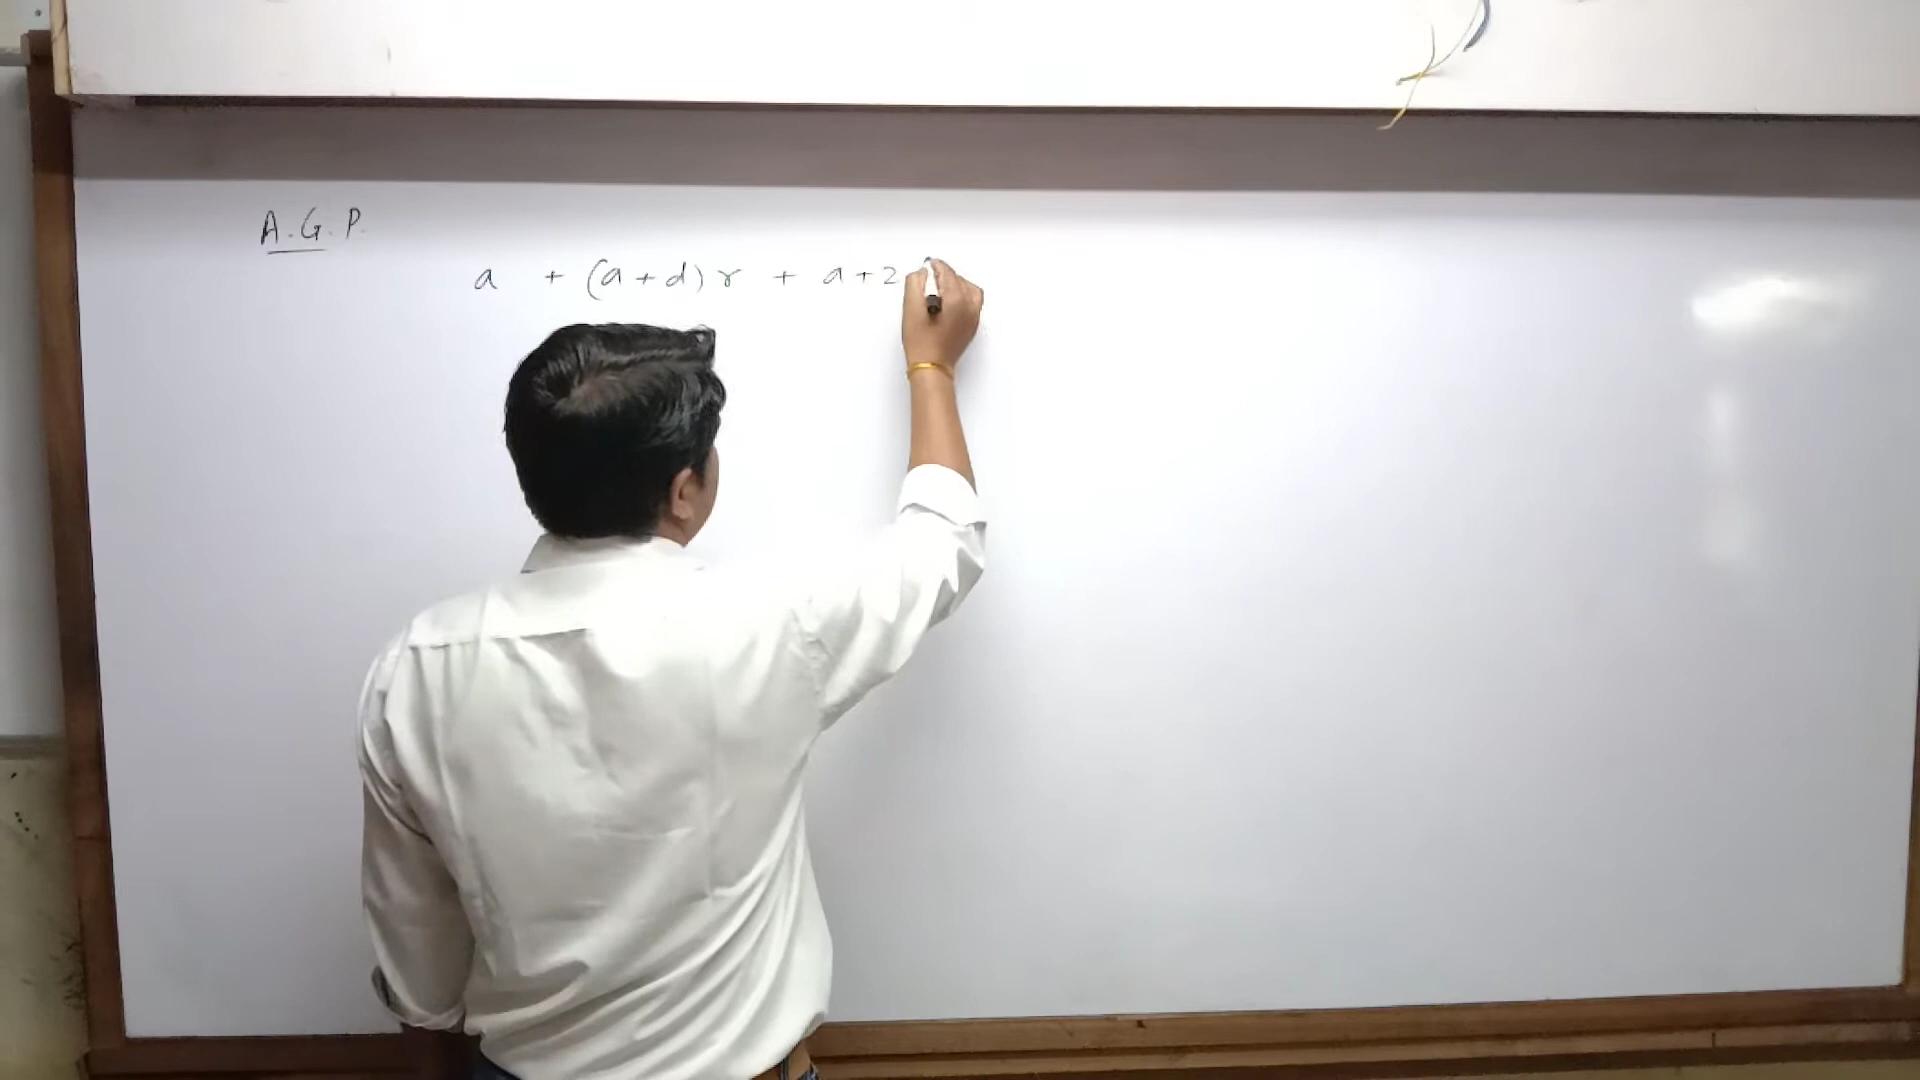 A.G.P.
a + (a+d)r + a+2